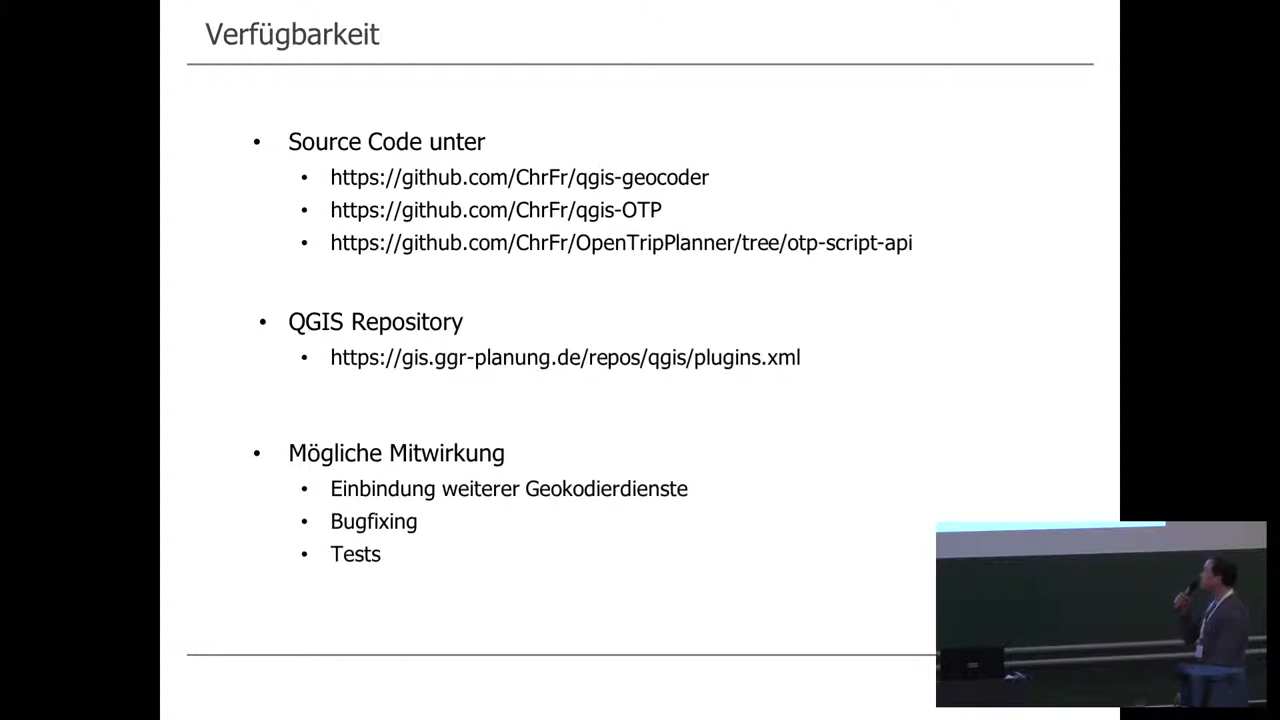 Verfügbarkeit
• Source Code unter
• https://github.com/ChrFr/qgis-geocoder
• https://github.com/ChrFr/qgis-OTP
• https://github.com/ChrFr/OpenTripPlanner/tree/otp-script-api
• QGIS Repository
• https://gis.ggr-planung.de/repos/qgis/plugins.xml
• Mögliche Mitwirkung
• Einbindung weiterer Geokodierdienste
• Bugfixing
• Tests